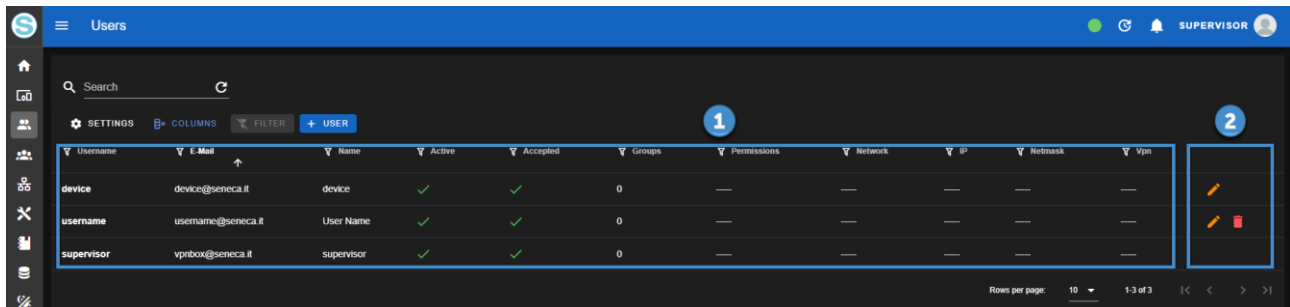 S
Users
SUPERVISOR
Search
SETTINGS
COLUMNS
FILTER
+ USER
1
2
Username E-Mail Name Active Accepted Groups Permissions Network IP Netmask Vpn
device device@seneca.it device 0 ----- ----- ----- ----- -----
username username@seneca.it User Name 0 ----- ----- ----- ----- -----
supervisor vpnbox@seneca.it supervisor 0 ----- ----- ----- ----- -----
Rows per page: 10 1-3 of 3